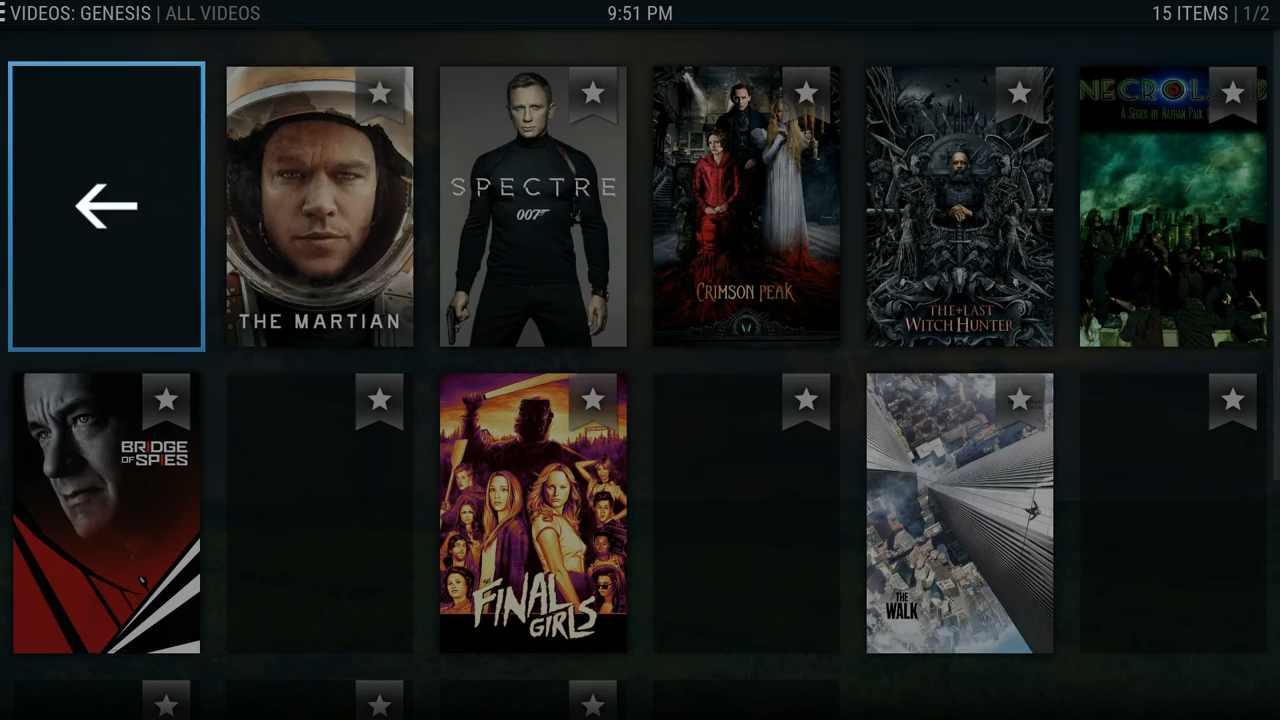 VIDEOS: GENESIS | ALL VIDEOS
9:51 PM
15 ITEMS | 1/2
THE MARTIAN
SPECTRE
007
CRIMSON PEAK
THE LAST
WITCH HUNTER
A SERIES BY NATHAN PAUL
BRIDGE
OF SPIES
THE
FINAL
GIRLS
THE
WALK